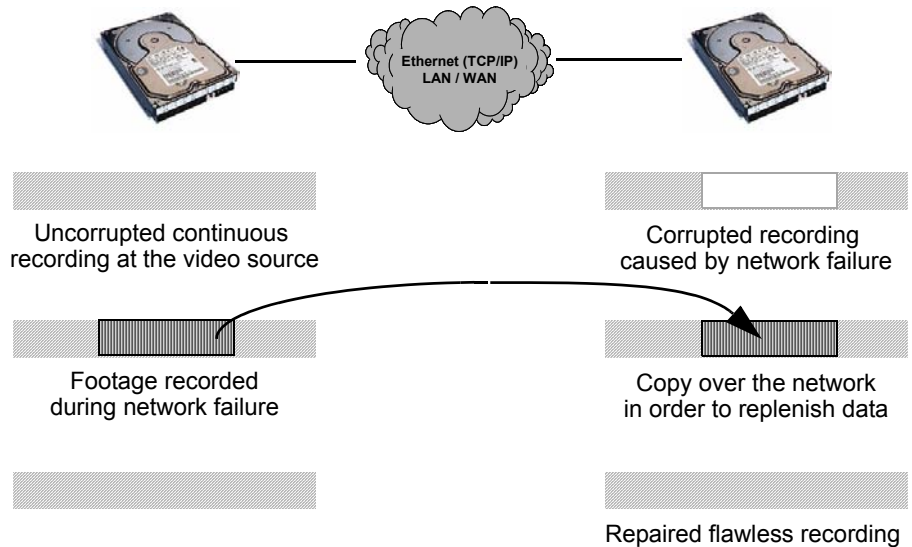 Ethernet (TCP/IP)
LAN / WAN
Uncorrupted continuous
recording at the video source
Corrupted recording
caused by network failure
Footage recorded
during network failure
Copy over the network
in order to replenish data
Repaired flawless recording